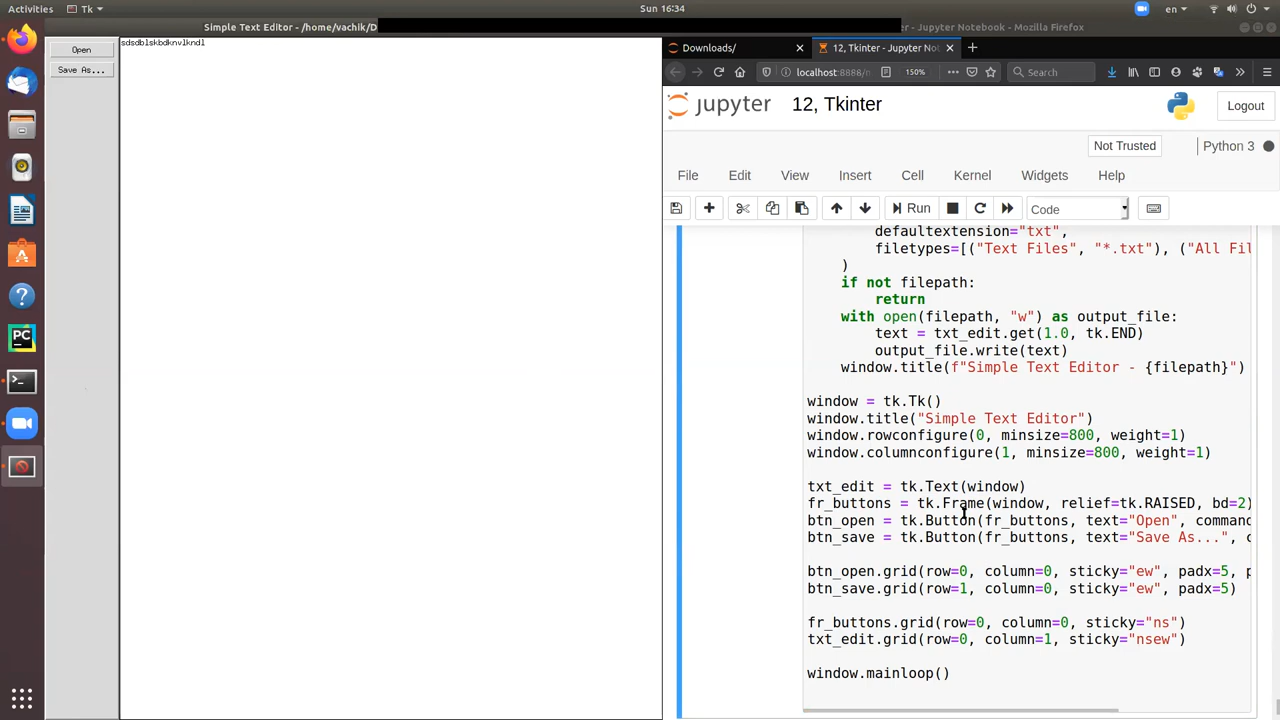 Activities
Tk
Sun 16:34
en
Simple Text Editor - /home/vachik/D
- Jupyter Notebook - Mozilla Firefox
Open
Save As...
sdsdblskbdknvlkndl
Downloads/
12, Tkinter - Jupyter No
localhost:8888/n
150%
Search
jupyter
12, Tkinter
Logout
Not Trusted
Python 3
File Edit View Insert Cell Kernel Widgets Help
Run
Code
defaultextension="txt",
filetypes=[("Text Files", "*.txt"), ("All Fil
)
if not filepath:
return
with open(filepath, "w") as output_file:
text = txt_edit.get(1.0, tk.END)
output_file.write(text)
window.title(f"Simple Text Editor - {filepath}")
window = tk.Tk()
window.title("Simple Text Editor")
window.rowconfigure(0, minsize=800, weight=1)
window.columnconfigure(1, minsize=800, weight=1)
txt_edit = tk.Text(window)
fr_buttons = tk.Frame(window, relief=tk.RAISED, bd=2)
btn_open = tk.Button(fr_buttons, text="Open", comman
btn_save = tk.Button(fr_buttons, text="Save As...", c
btn_open.grid(row=0, column=0, sticky="ew", padx=5, p
btn_save.grid(row=1, column=0, sticky="ew", padx=5)
fr_buttons.grid(row=0, column=0, sticky="ns")
txt_edit.grid(row=0, column=1, sticky="nsew")
window.mainloop()